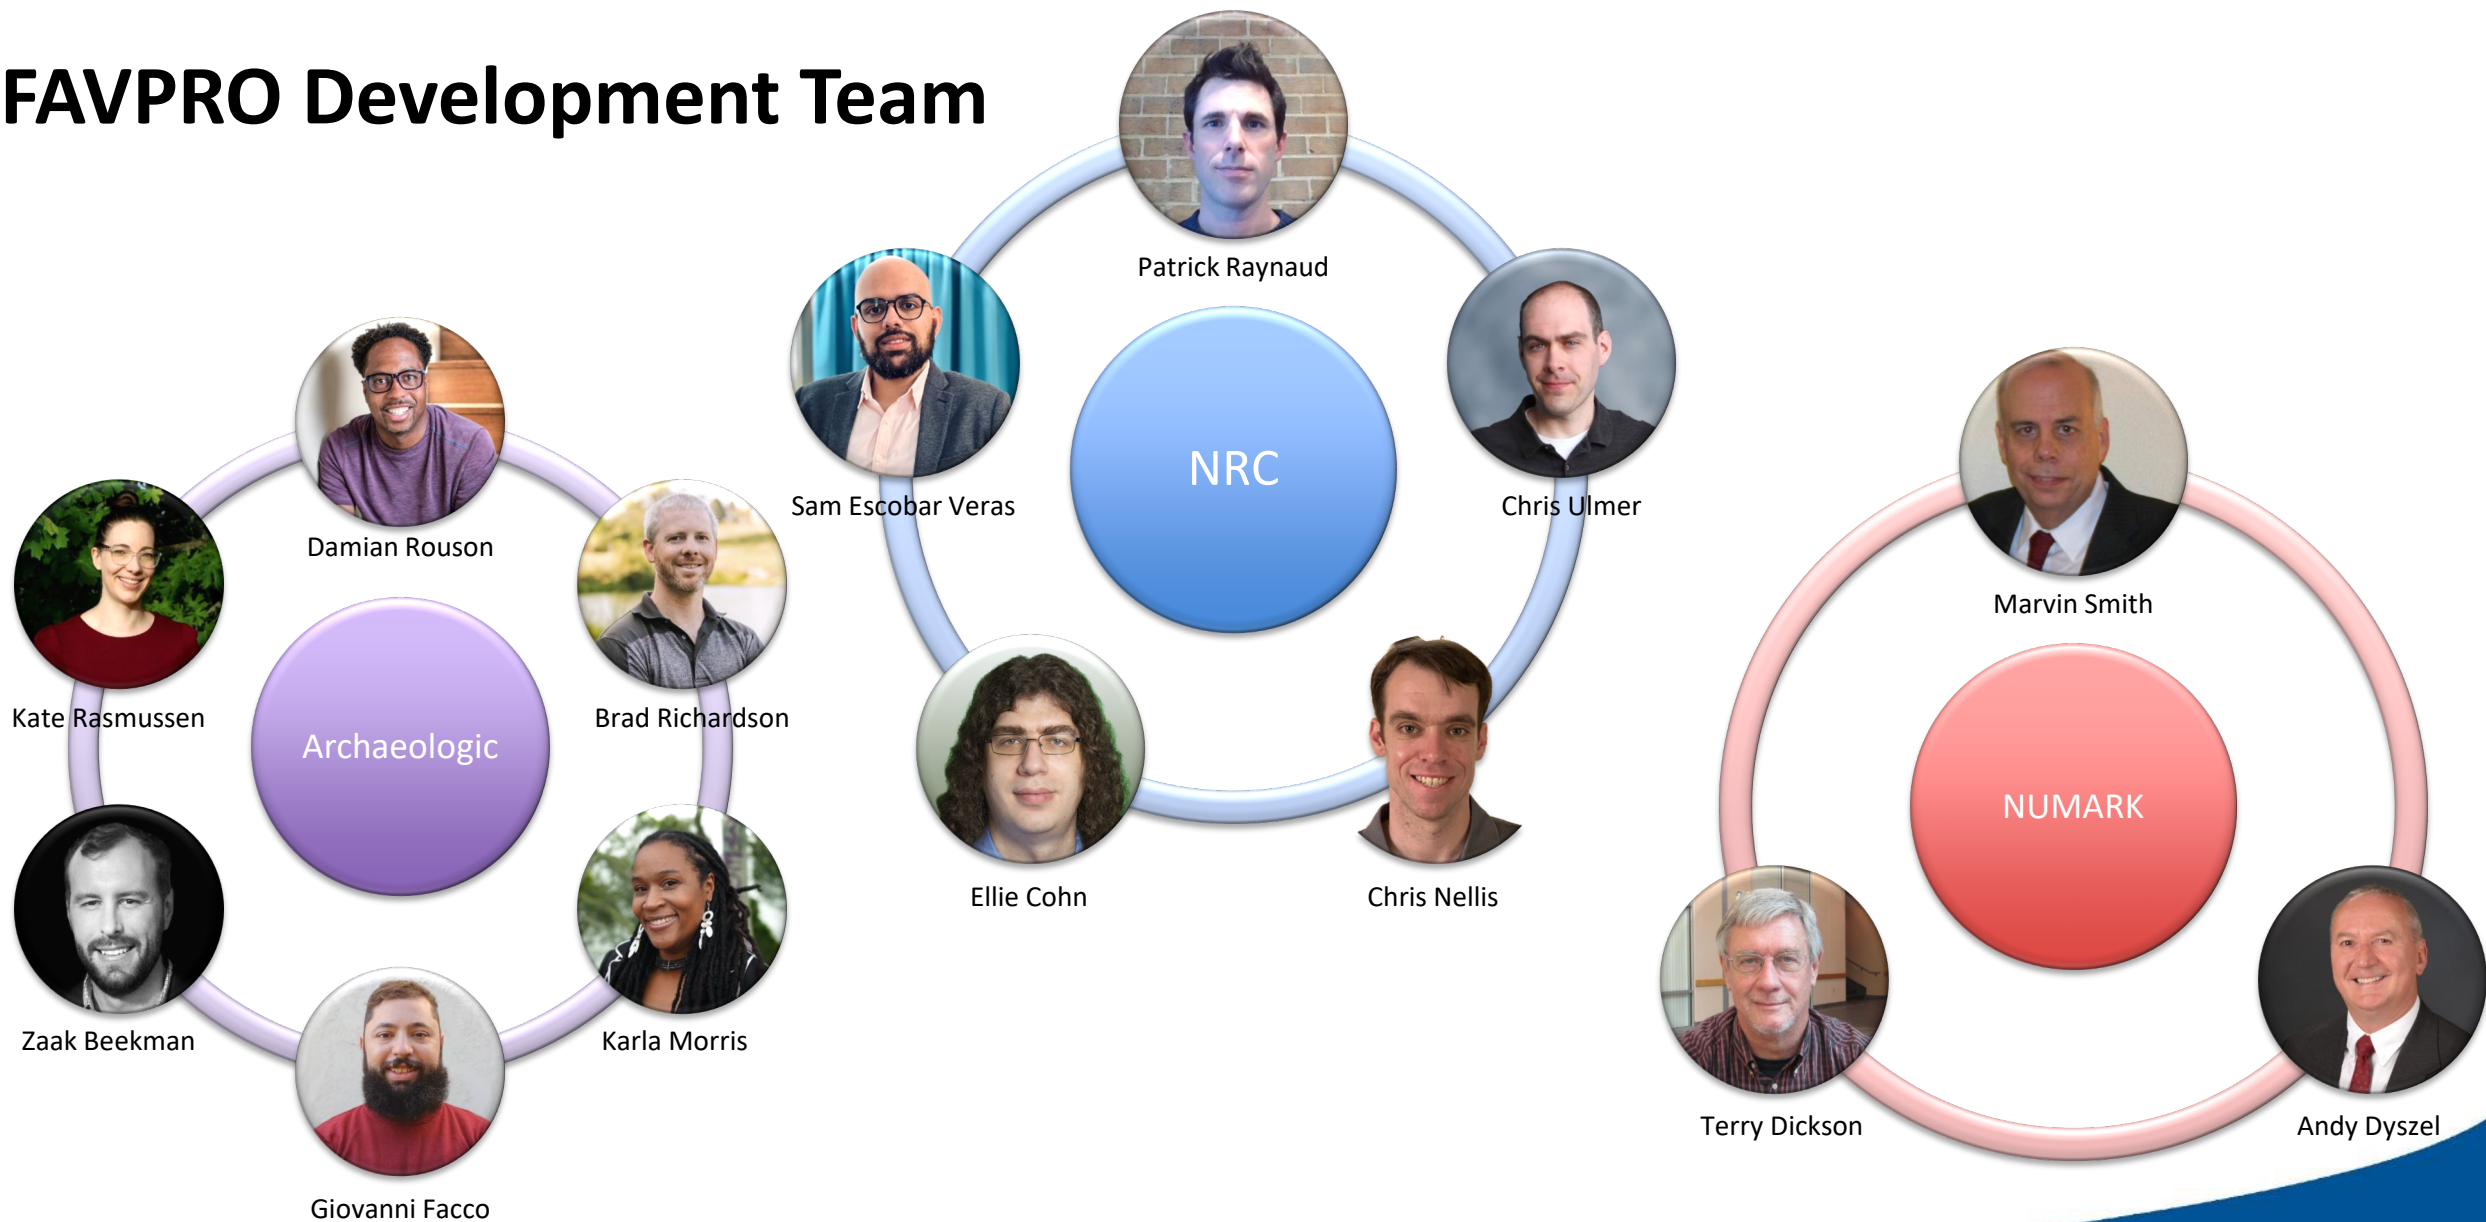 FAVPRO Development Team
Patrick Raynaud
Sam Escobar Veras
NRC
Chris Ulmer
Ellie Cohn
Chris Nellis
Damian Rouson
Kate Rasmussen
Brad Richardson
Archaeologic
Zaak Beekman
Karla Morris
Giovanni Facco
Marvin Smith
NUMARK
Terry Dickson
Andy Dyszel